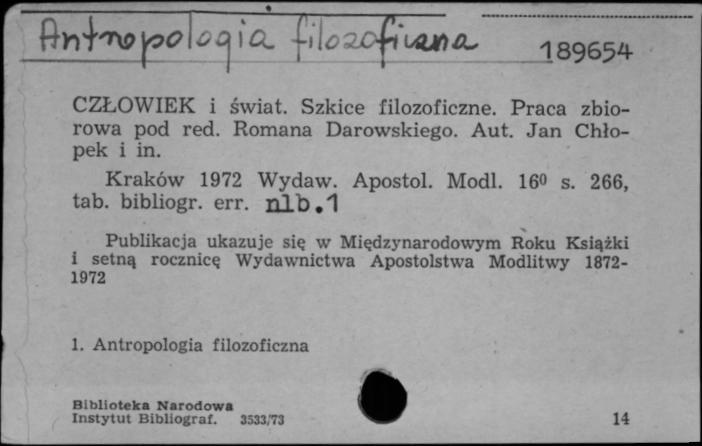 Antropologia filozoficzna
189654
CZŁOWIEK i świat. Szkice filozoficzne. Praca zbio-
rowa pod red. Romana Darowskiego. Aut. Jan Chło-
pek i in.
Kraków 1972 Wydaw. Apostol. Modl. 16⁰ s. 266,
tab. bibliogr. err. nlb.1
Publikacja ukazuje się w Międzynarodowym Roku Książki
i setną rocznicę Wydawnictwa Apostolstwa Modlitwy 1872-
1972
1. Antropologia filozoficzna
Biblioteka Narodowa
Instytut Bibliograf. 3533/73
14